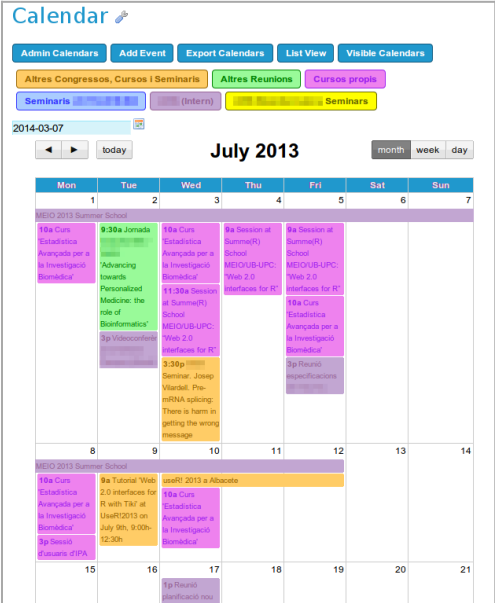 Calendar
Admin Calendars Add Event Export Calendars List View Visible Calendars
Altres Congressos, Cursos i Seminaris Altres Reunions Cursos propis
Seminaris (Intern) Seminars
2014-03-07
today July 2013 month week day
Mon Tue Wed Thu Fri Sat Sun
1 2 3 4 5 6 7
MEIO 2013 Summer School
10a Curs
'Estadística
Avançada per a
la Investigació
Biomèdica'
9:30a Jornada
'Advancing
towards
Personalized
Medicine: the
role of
Bioinformatics'
3p Videoconferèn
10a Curs
'Estadística
Avançada per a
la Investigació
Biomèdica'
11:30a Session
at Summe(R)
School
MEIO/UB-UPC:
"Web 2.0
interfaces for R"
3:30p
Seminar. Josep
Vilardell. Pre-
mRNA splicing:
There is harm in
getting the wrong
message
9a Session at
Summe(R)
School
MEIO/UB-UPC:
"Web 2.0
interfaces for R"
9a Session at
Summe(R)
School
MEIO/UB-UPC:
"Web 2.0
interfaces for R"
10a Curs
'Estadística
Avançada per a
la Investigació
Biomèdica'
3p Reunió
especificacions
8 9 10 11 12 13 14
MEIO 2013 Summer School
10a Curs
'Estadística
Avançada per a
la Investigació
Biomèdica'
3p Sessió
d'usuaris d'IPA
9a Tutorial 'Web
2.0 interfaces for
R with Tiki' at
UseR!2013 on
July 9th, 9:00h-
12:30h
useR! 2013 a Albacete
10a Curs
'Estadística
Avançada per a
la Investigació
Biomèdica'
15 16 17 18 19 20 21
1p Reunió
planificació nou